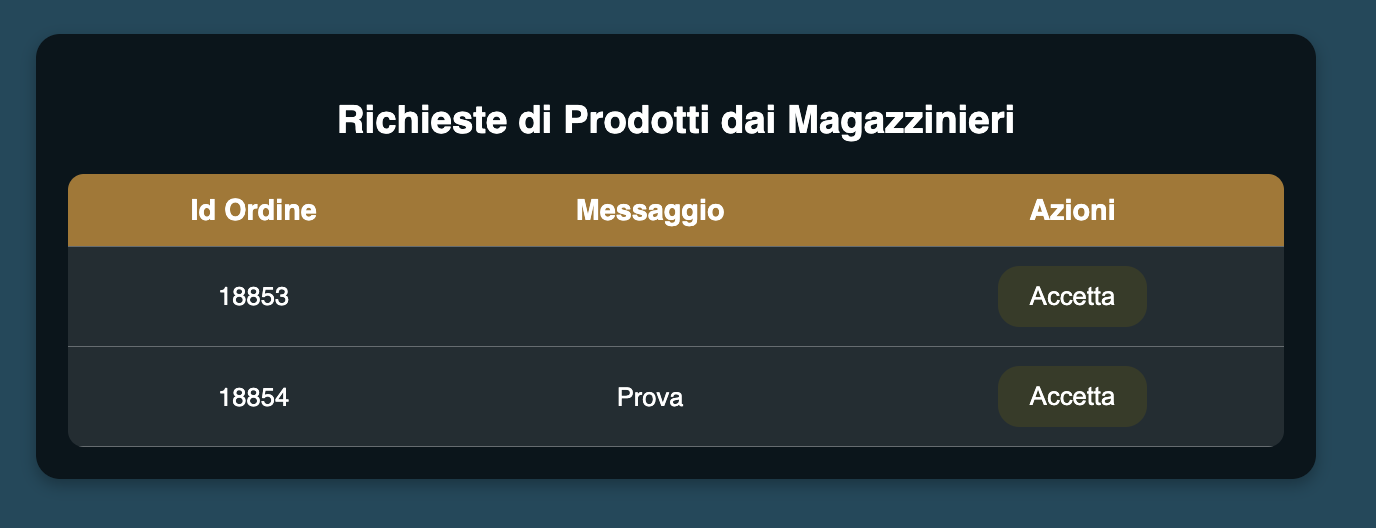 Richieste di Prodotti dai Magazzinieri
Id Ordine Messaggio Azioni
18853 Accetta
18854 Prova Accetta